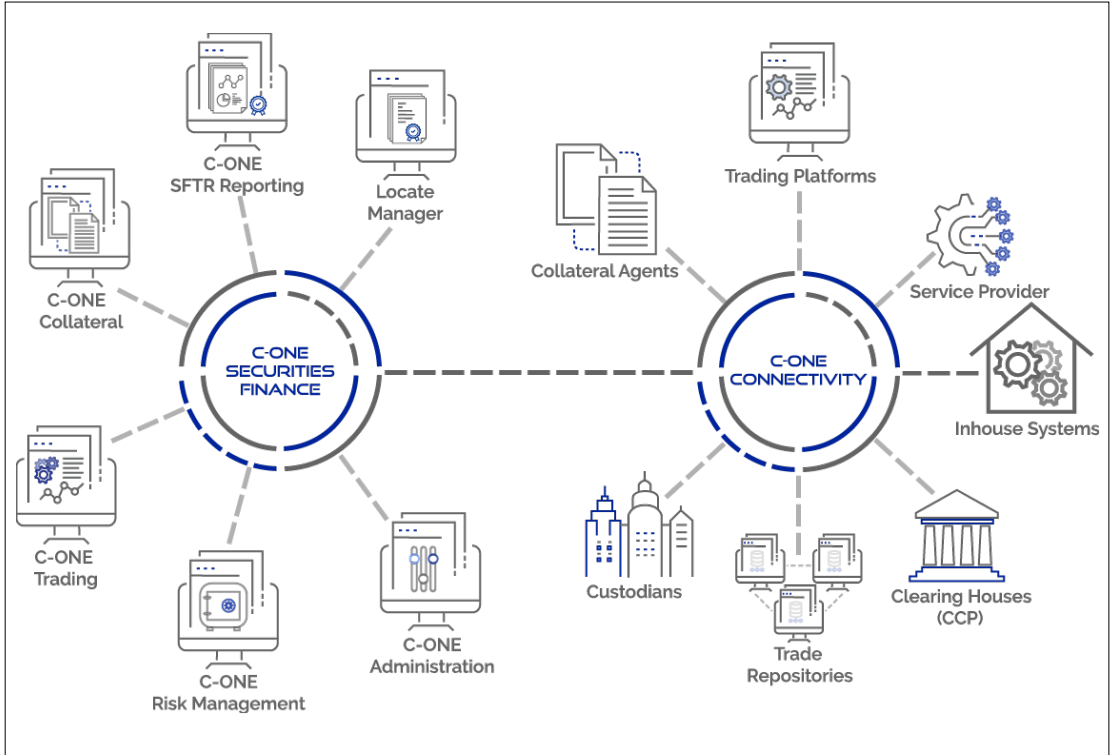 C-ONE
SFTR Reporting
Locate
Manager
C-ONE
Collateral
C-ONE
SECURITIES
FINANCE
C-ONE
Trading
C-ONE
Risk Management
C-ONE
Administration
Trading Platforms
Collateral Agents
Service Provider
C-ONE
CONNECTIVITY
Inhouse Systems
Custodians
Trade
Repositories
Clearing Houses
(CCP)